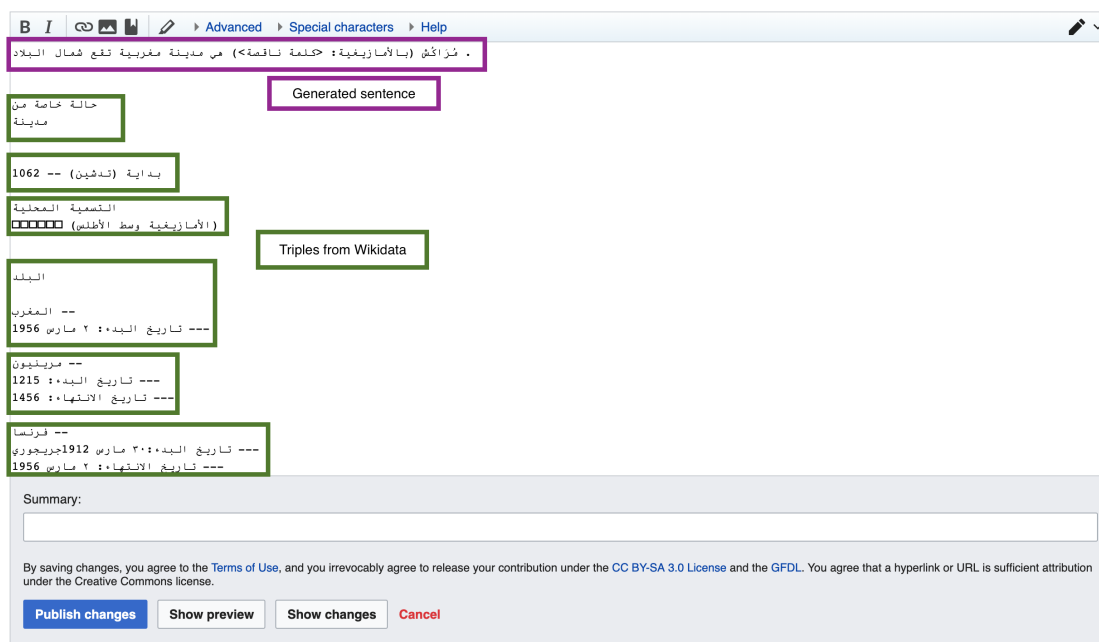 B I Advanced Special characters Help
. مُرَاكُش (بالأمازيغية: <كلمة ناقصة>) هي مدينة مغربية تقع شمال البلاد
Generated sentence
حالة خاصة من
مدينة
بداية (تدشين) -- 1062
التسمية المحلية
(الأمازيغية وسط الأطلس) □□□□□□
Triples from Wikidata
البلد
-- المغرب
--- تاريخ البدء: ٢ مارس 1956
-- مرينيون
--- تاريخ البدء: 1215
--- تاريخ الانتهاء: 1456
-- فرنسا
--- تاريخ البدء:٣٠ مارس 1912جريجوري
--- تاريخ الانتهاء: ٢ مارس 1956
Summary:
By saving changes, you agree to the Terms of Use, and you irrevocably agree to release your contribution under the CC BY-SA 3.0 License and the GFDL. You agree that a hyperlink or URL is sufficient attribution
under the Creative Commons license.
Publish changes Show preview Show changes Cancel